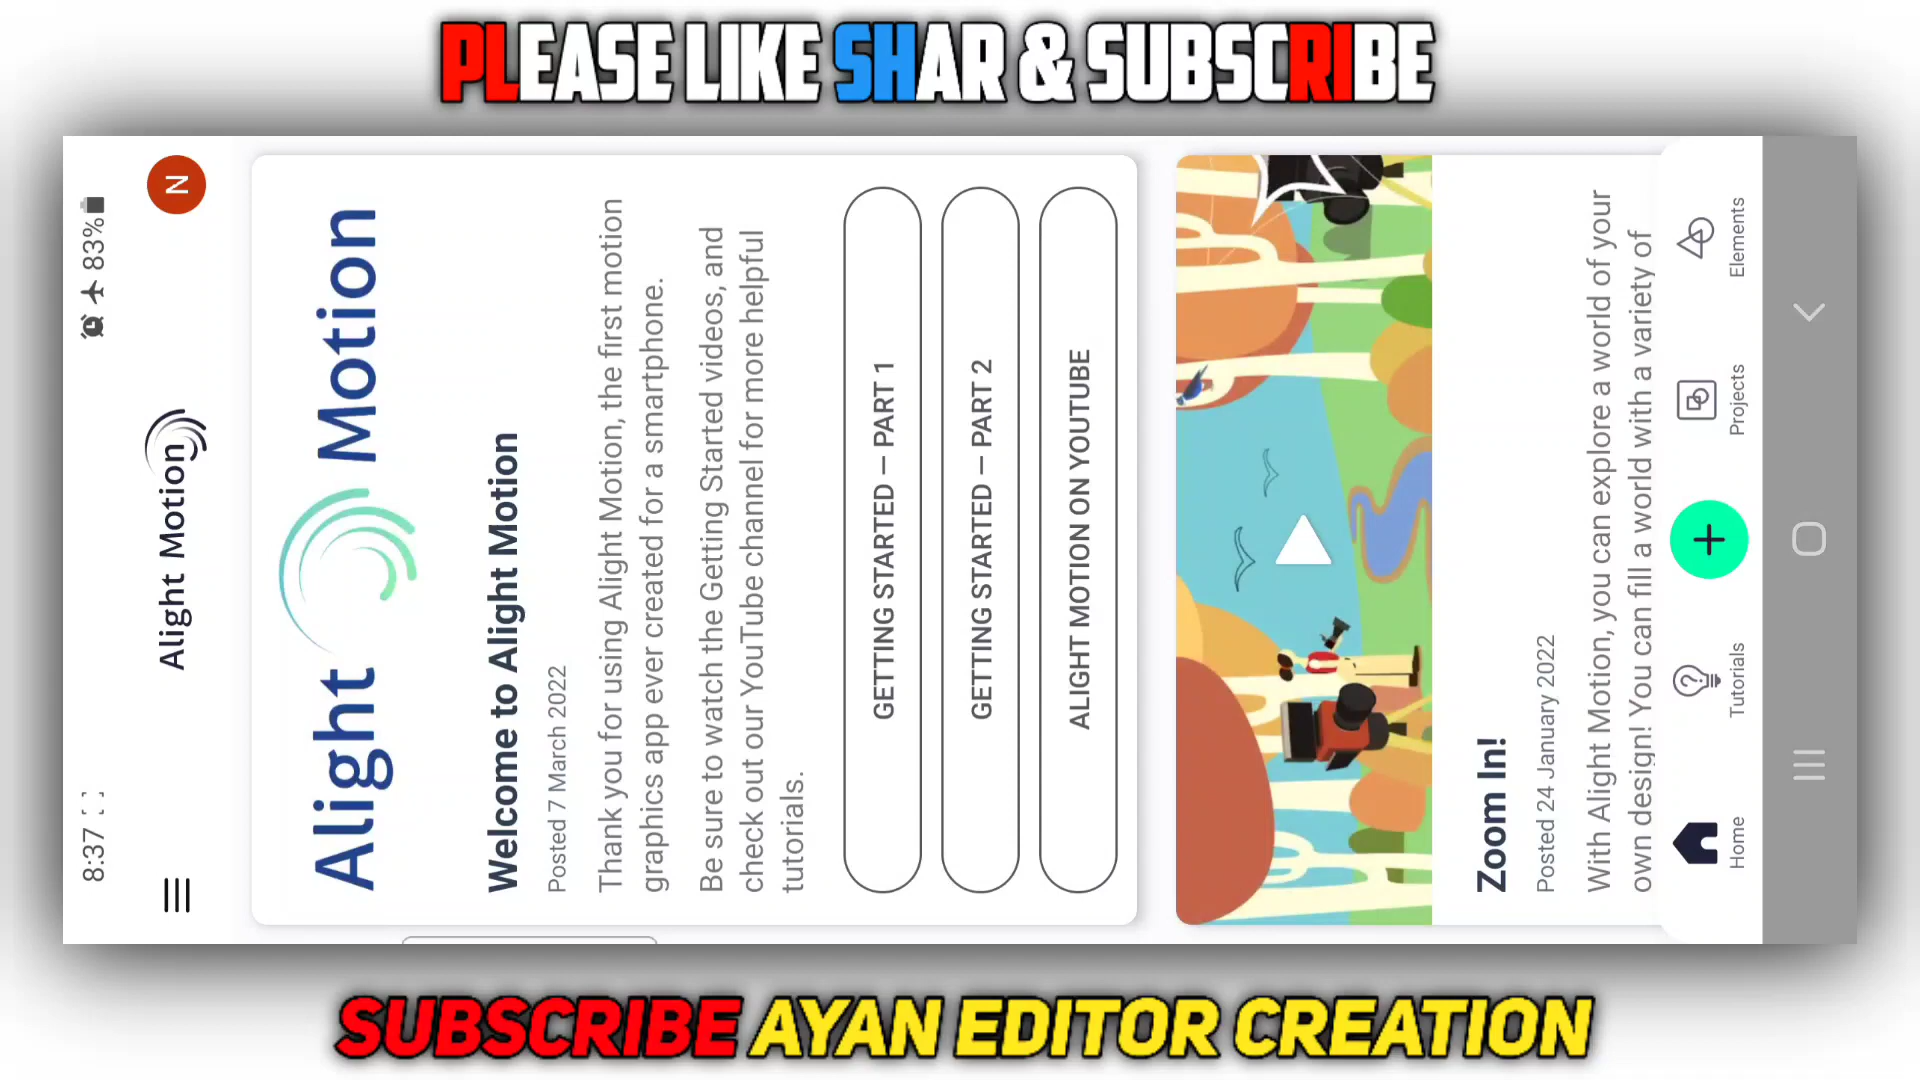 PLEASE LIKE SHAR & SUBSCRIBE
8:37
83%
Alight Motion
N
Alight Motion
Welcome to Alight Motion
Posted 7 March 2022
Thank you for using Alight Motion, the first motion
graphics app ever created for a smartphone.
Be sure to watch the Getting Started videos, and
check out our YouTube channel for more helpful
tutorials.
GETTING STARTED – PART 1
GETTING STARTED – PART 2
ALIGHT MOTION ON YOUTUBE
Zoom In!
Posted 24 January 2022
With Alight Motion, you can explore a world of your
own design! You can fill a world with a variety of
Home
Tutorials
Projects
Elements
SUBSCRIBE AYAN EDITOR CREATION